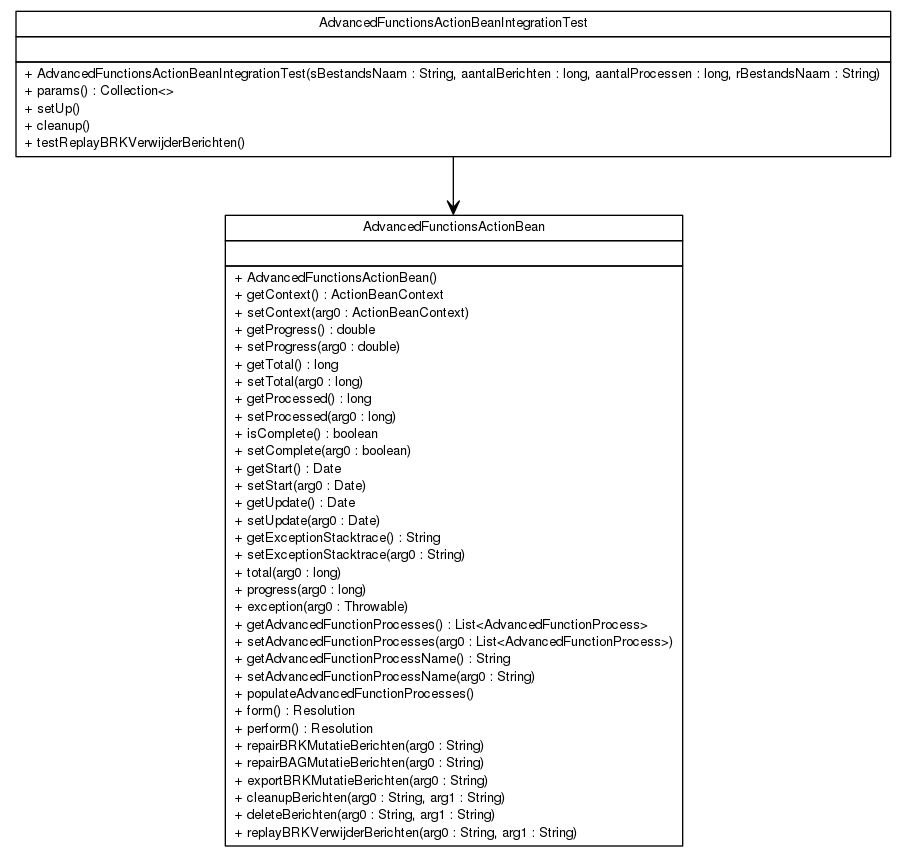 AdvancedFunctionsActionBeanIntegrationTest
+ AdvancedFunctionsActionBeanIntegrationTest(sBestandsNaam : String, aantalBerichten : long, aantalProcessen : long, rBestandsNaam : String)
+ params() : Collection<>
+ setUp()
+ cleanup()
+ testReplayBRKVerwijderBerichten()
AdvancedFunctionsActionBean
+ AdvancedFunctionsActionBean()
+ getContext() : ActionBeanContext
+ setContext(arg0 : ActionBeanContext)
+ getProgress() : double
+ setProgress(arg0 : double)
+ getTotal() : long
+ setTotal(arg0 : long)
+ getProcessed() : long
+ setProcessed(arg0 : long)
+ isComplete() : boolean
+ setComplete(arg0 : boolean)
+ getStart() : Date
+ setStart(arg0 : Date)
+ getUpdate() : Date
+ setUpdate(arg0 : Date)
+ getExceptionStacktrace() : String
+ setExceptionStacktrace(arg0 : String)
+ total(arg0 : long)
+ progress(arg0 : long)
+ exception(arg0 : Throwable)
+ getAdvancedFunctionProcesses() : List<AdvancedFunctionProcess>
+ setAdvancedFunctionProcesses(arg0 : List<AdvancedFunctionProcess>)
+ getAdvancedFunctionProcessName() : String
+ setAdvancedFunctionProcessName(arg0 : String)
+ populateAdvancedFunctionProcesses()
+ form() : Resolution
+ perform() : Resolution
+ repairBRKMutatieBerichten(arg0 : String)
+ repairBAGMutatieBerichten(arg0 : String)
+ exportBRKMutatieBerichten(arg0 : String)
+ cleanupBerichten(arg0 : String, arg1 : String)
+ deleteBerichten(arg0 : String, arg1 : String)
+ replayBRKVerwijderBerichten(arg0 : String, arg1 : String)